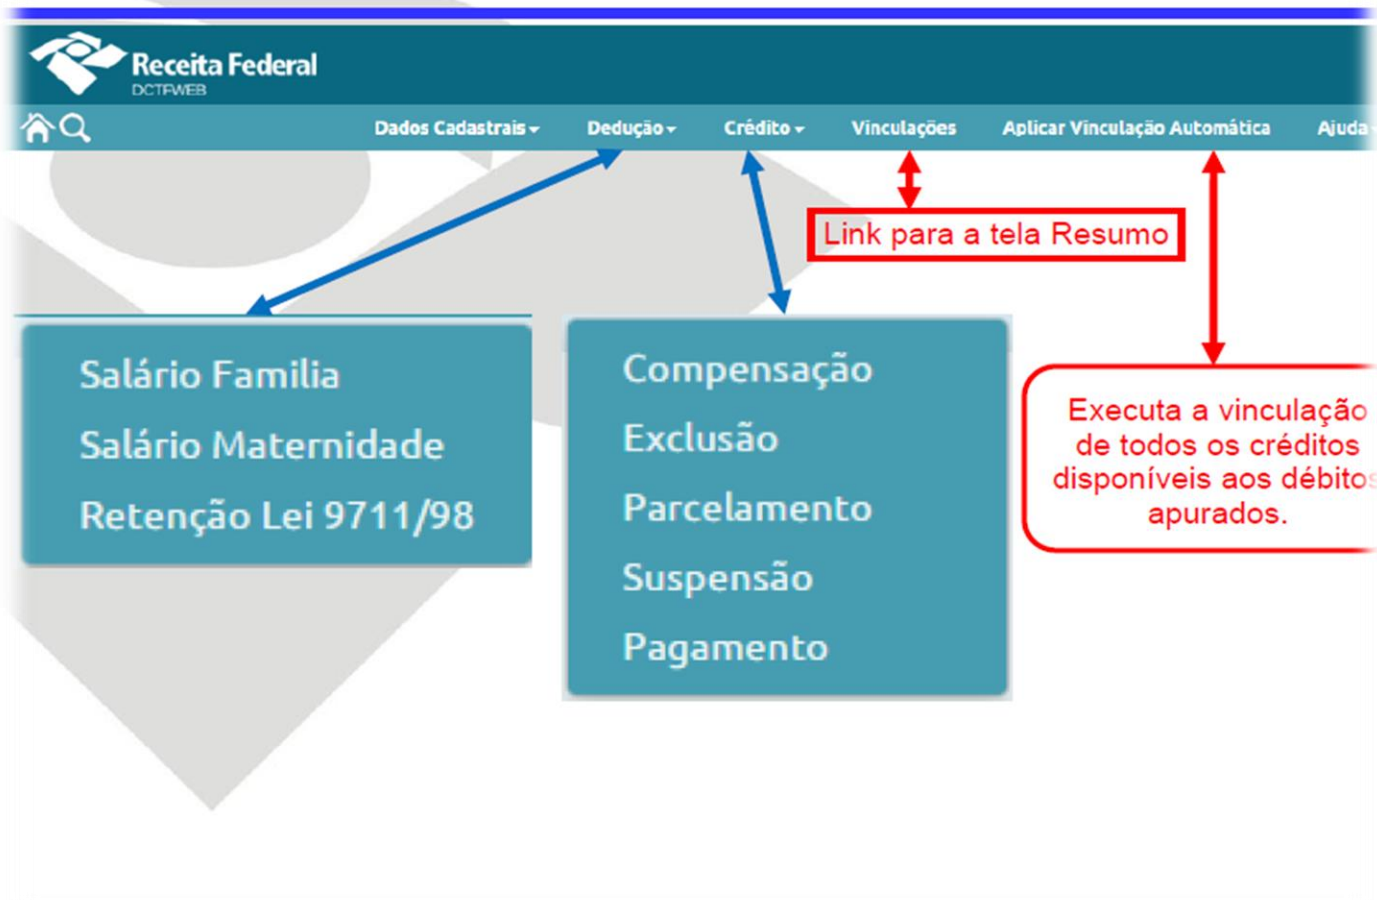 Receita Federal
DCTFWEB
Dados Cadastrais Dedução Crédito Vinculações Aplicar Vinculação Automática Ajuda
Link para a tela Resumo
Salário Familia
Salário Maternidade
Retenção Lei 9711/98
Compensação
Exclusão
Parcelamento
Suspensão
Pagamento
Executa a vinculação
de todos os créditos
disponíveis aos débitos
apurados.